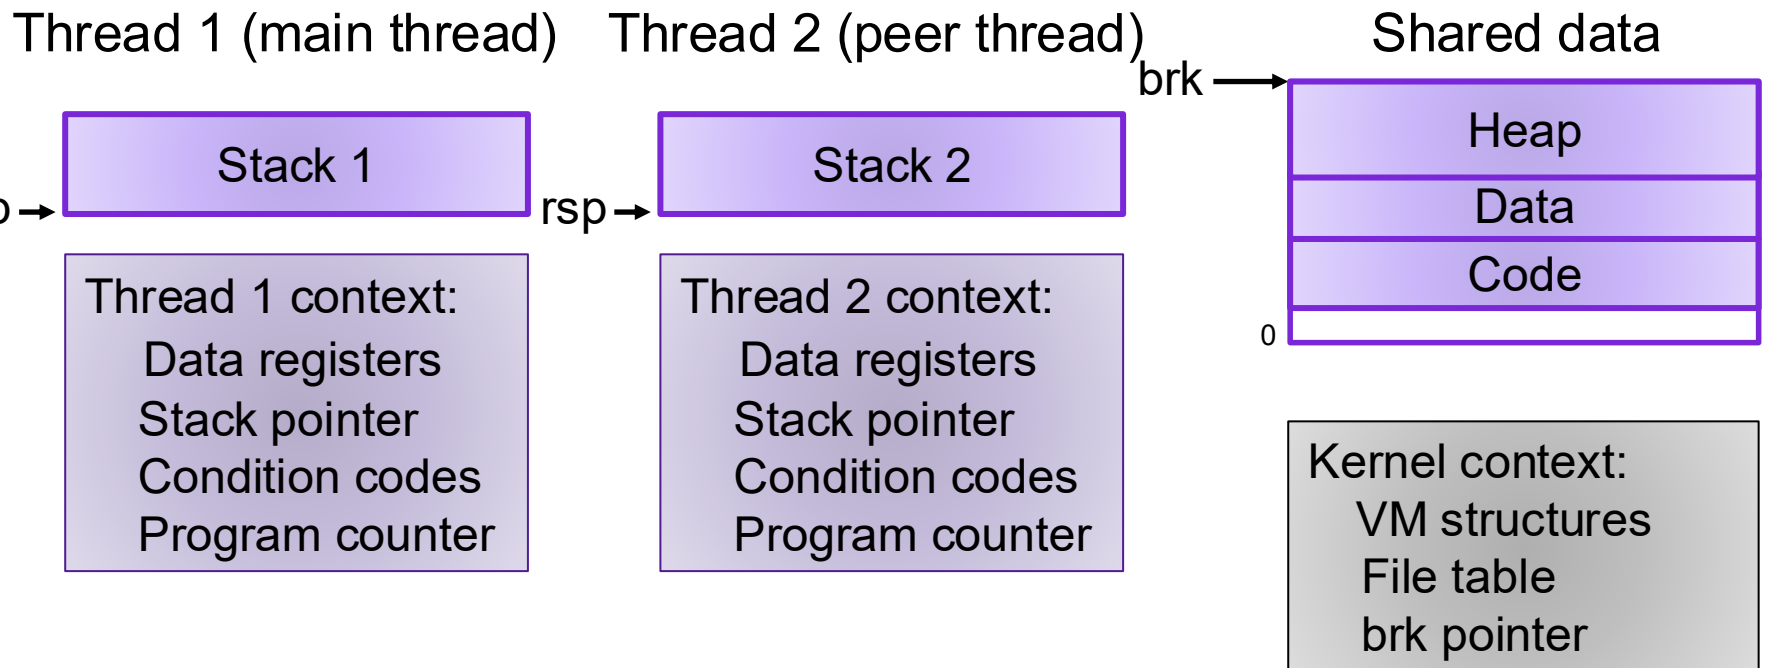 Thread 1 (main thread)
Thread 2 (peer thread)
Shared data
Stack 1
Thread 1 context:
Data registers
Stack pointer
Condition codes
Program counter
Stack 2
rsp
Thread 2 context:
Data registers
Stack pointer
Condition codes
Program counter
brk
Heap
Data
Code
0
Kernel context:
VM structures
File table
brk pointer